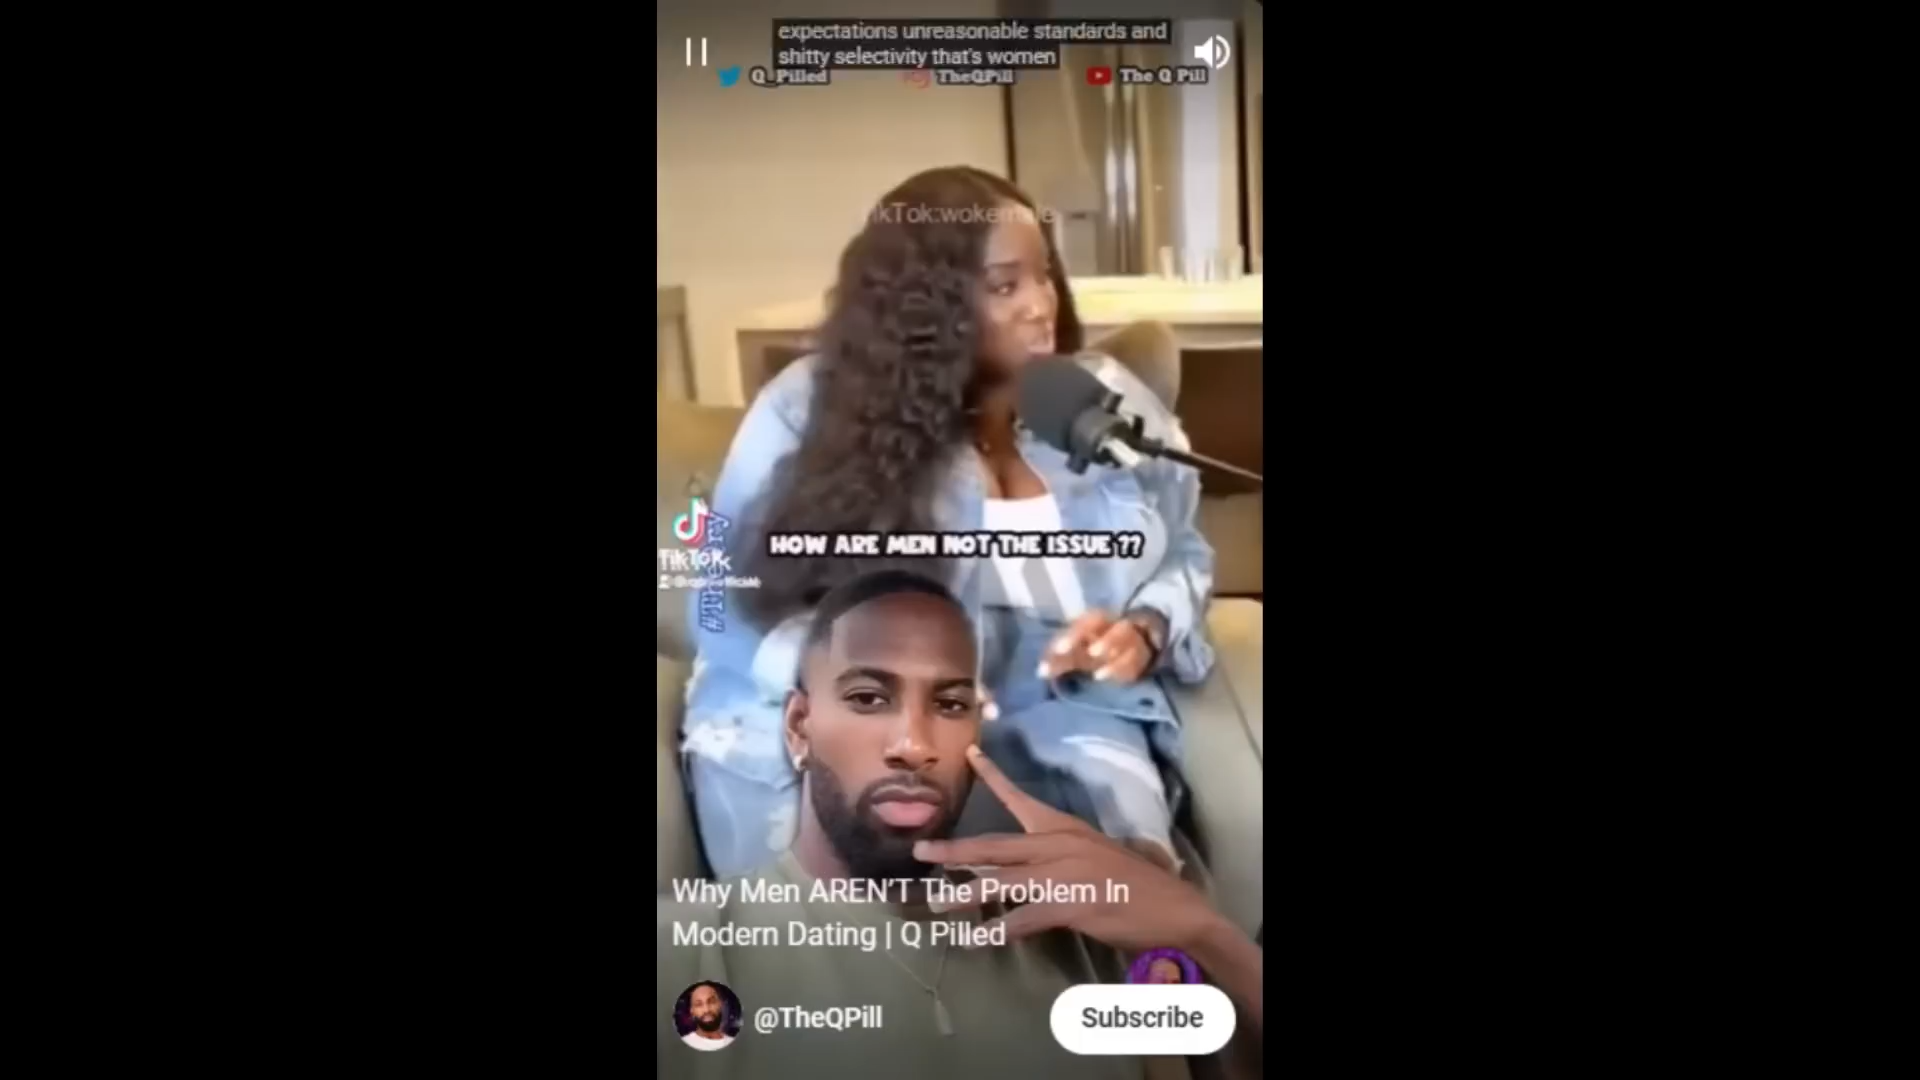 expectations unreasonable standards and
shitty selectivity that's women
Q_Pilled
TheQPill
The Q Pill
HOW ARE MEN NOT THE ISSUE ??
TikTok
#Theory
Why Men AREN'T The Problem In
Modern Dating | Q Pilled
@TheQPill
Subscribe